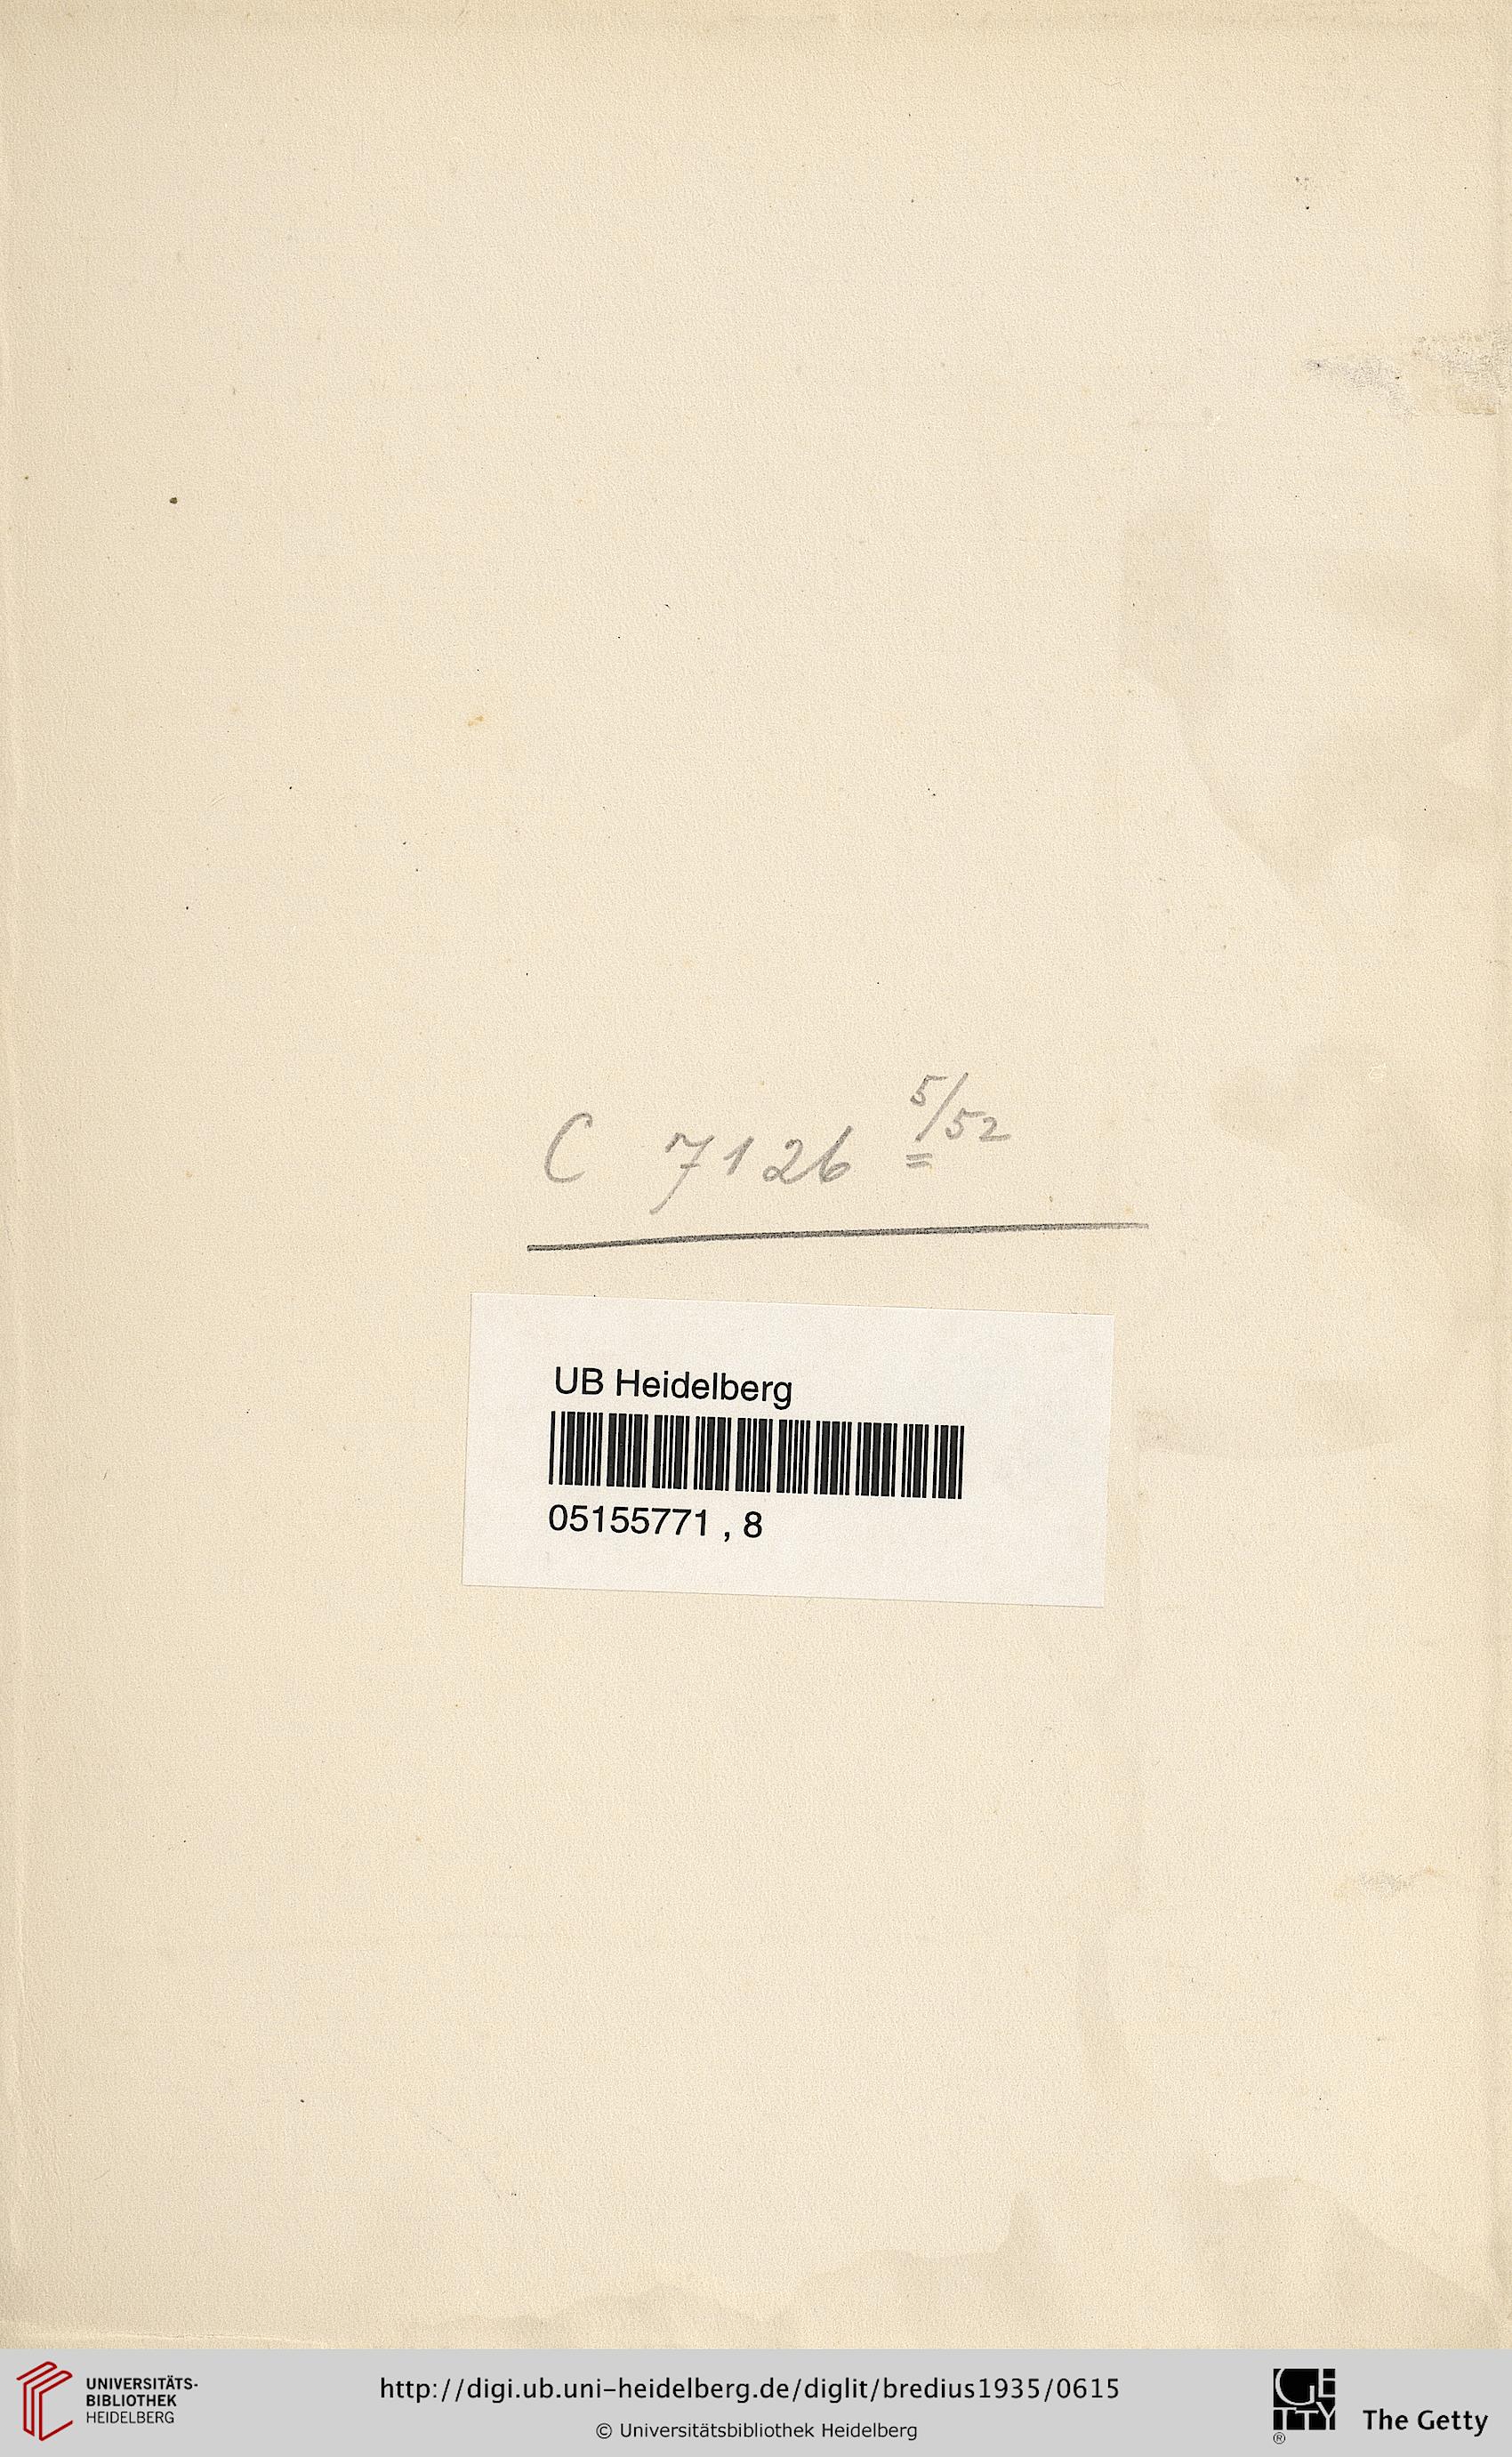 C 7126 5/52
UB Heidelberg
05155771 , 8
UNIVERSITÄTS-
BIBLIOTHEK
HEIDELBERG
http://digi.ub.uni-heidelberg.de/diglit/bredius1935/0615
© Universitätsbibliothek Heidelberg
GETTY
®
The Getty